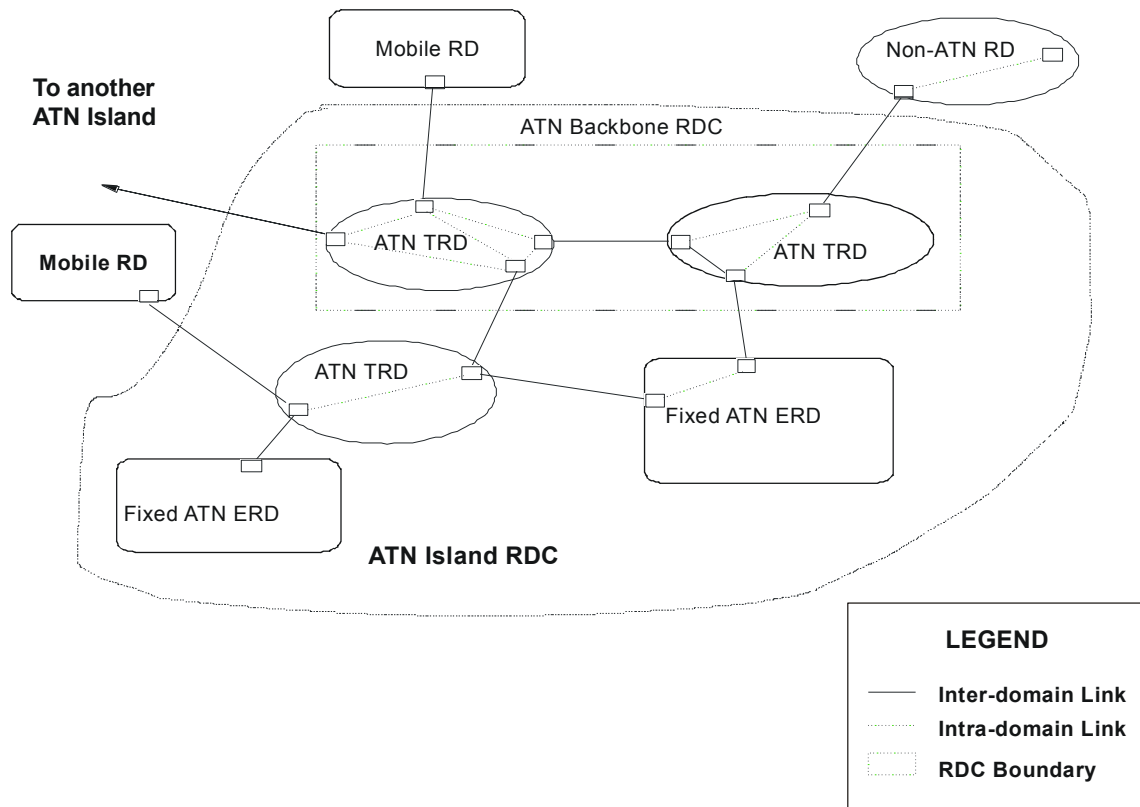 Mobile RD
Non-ATN RD
To another
ATN Island
ATN Backbone RDC
ATN TRD
ATN TRD
Mobile RD
ATN TRD
Fixed ATN ERD
Fixed ATN ERD
ATN Island RDC
LEGEND
Inter-domain Link
Intra-domain Link
RDC Boundary